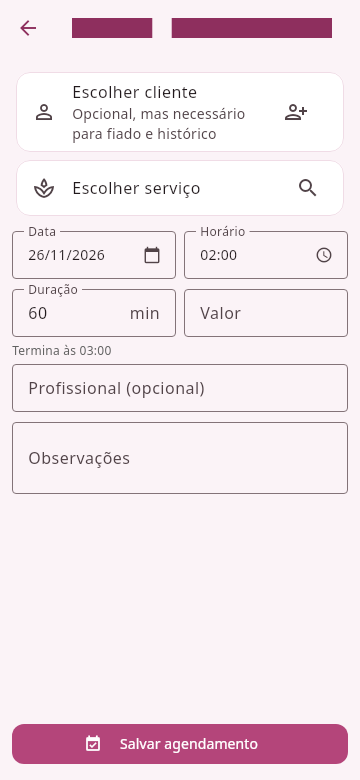 Escolher cliente
Opcional, mas necessário
para fiado e histórico
Escolher serviço
Data
Horário
26/11/2026
02:00
Duração
60 min
Valor
Termina às 03:00
Profissional (opcional)
Observações
Salvar agendamento